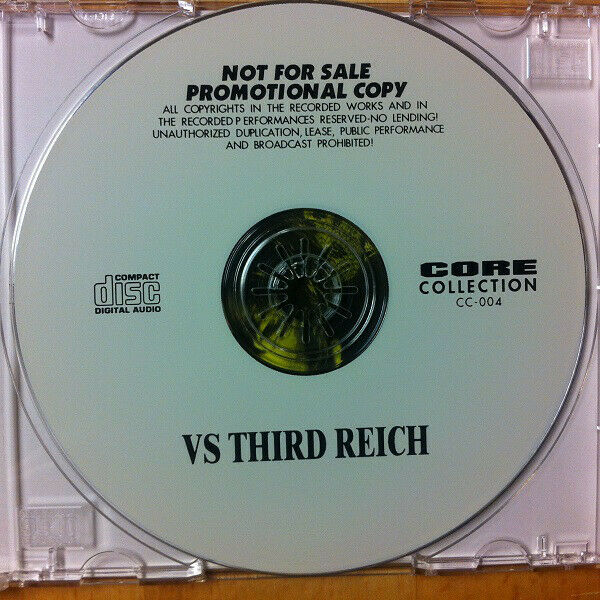 NOT FOR SALE
PROMOTIONAL COPY
ALL COPYRIGHTS IN THE RECORDED WORKS AND IN
THE RECORDED PERFORMANCES RESERVED-NO LENDING!
UNAUTHORIZED DUPLICATION, LEASE, PUBLIC PERFORMANCE
AND BROADCAST PROHIBITED!
COMPACT
disc
DIGITAL AUDIO
CORE
COLLECTION
CC-004
VS THIRD REICH